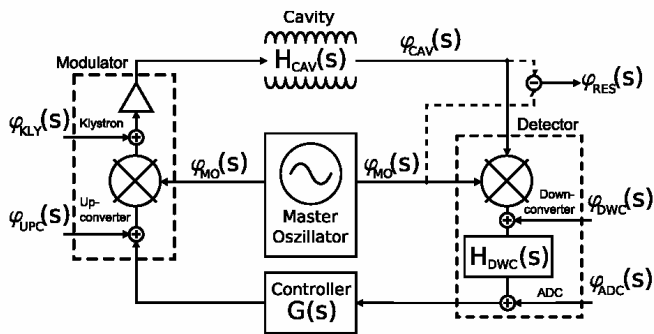 Cavity
H_CAV(s)
φ_CAV(s)
φ_RES(s)
Modulator
φ_KLY(s)
Klystron
φ_MO(s)
φ_MO(s)
Detector
Master
Oszillator
Up-
converter
φ_UPC(s)
Down-
converter
φ_DWC(s)
H_DWC(s)
Controller
G(s)
ADC
φ_ADC(s)